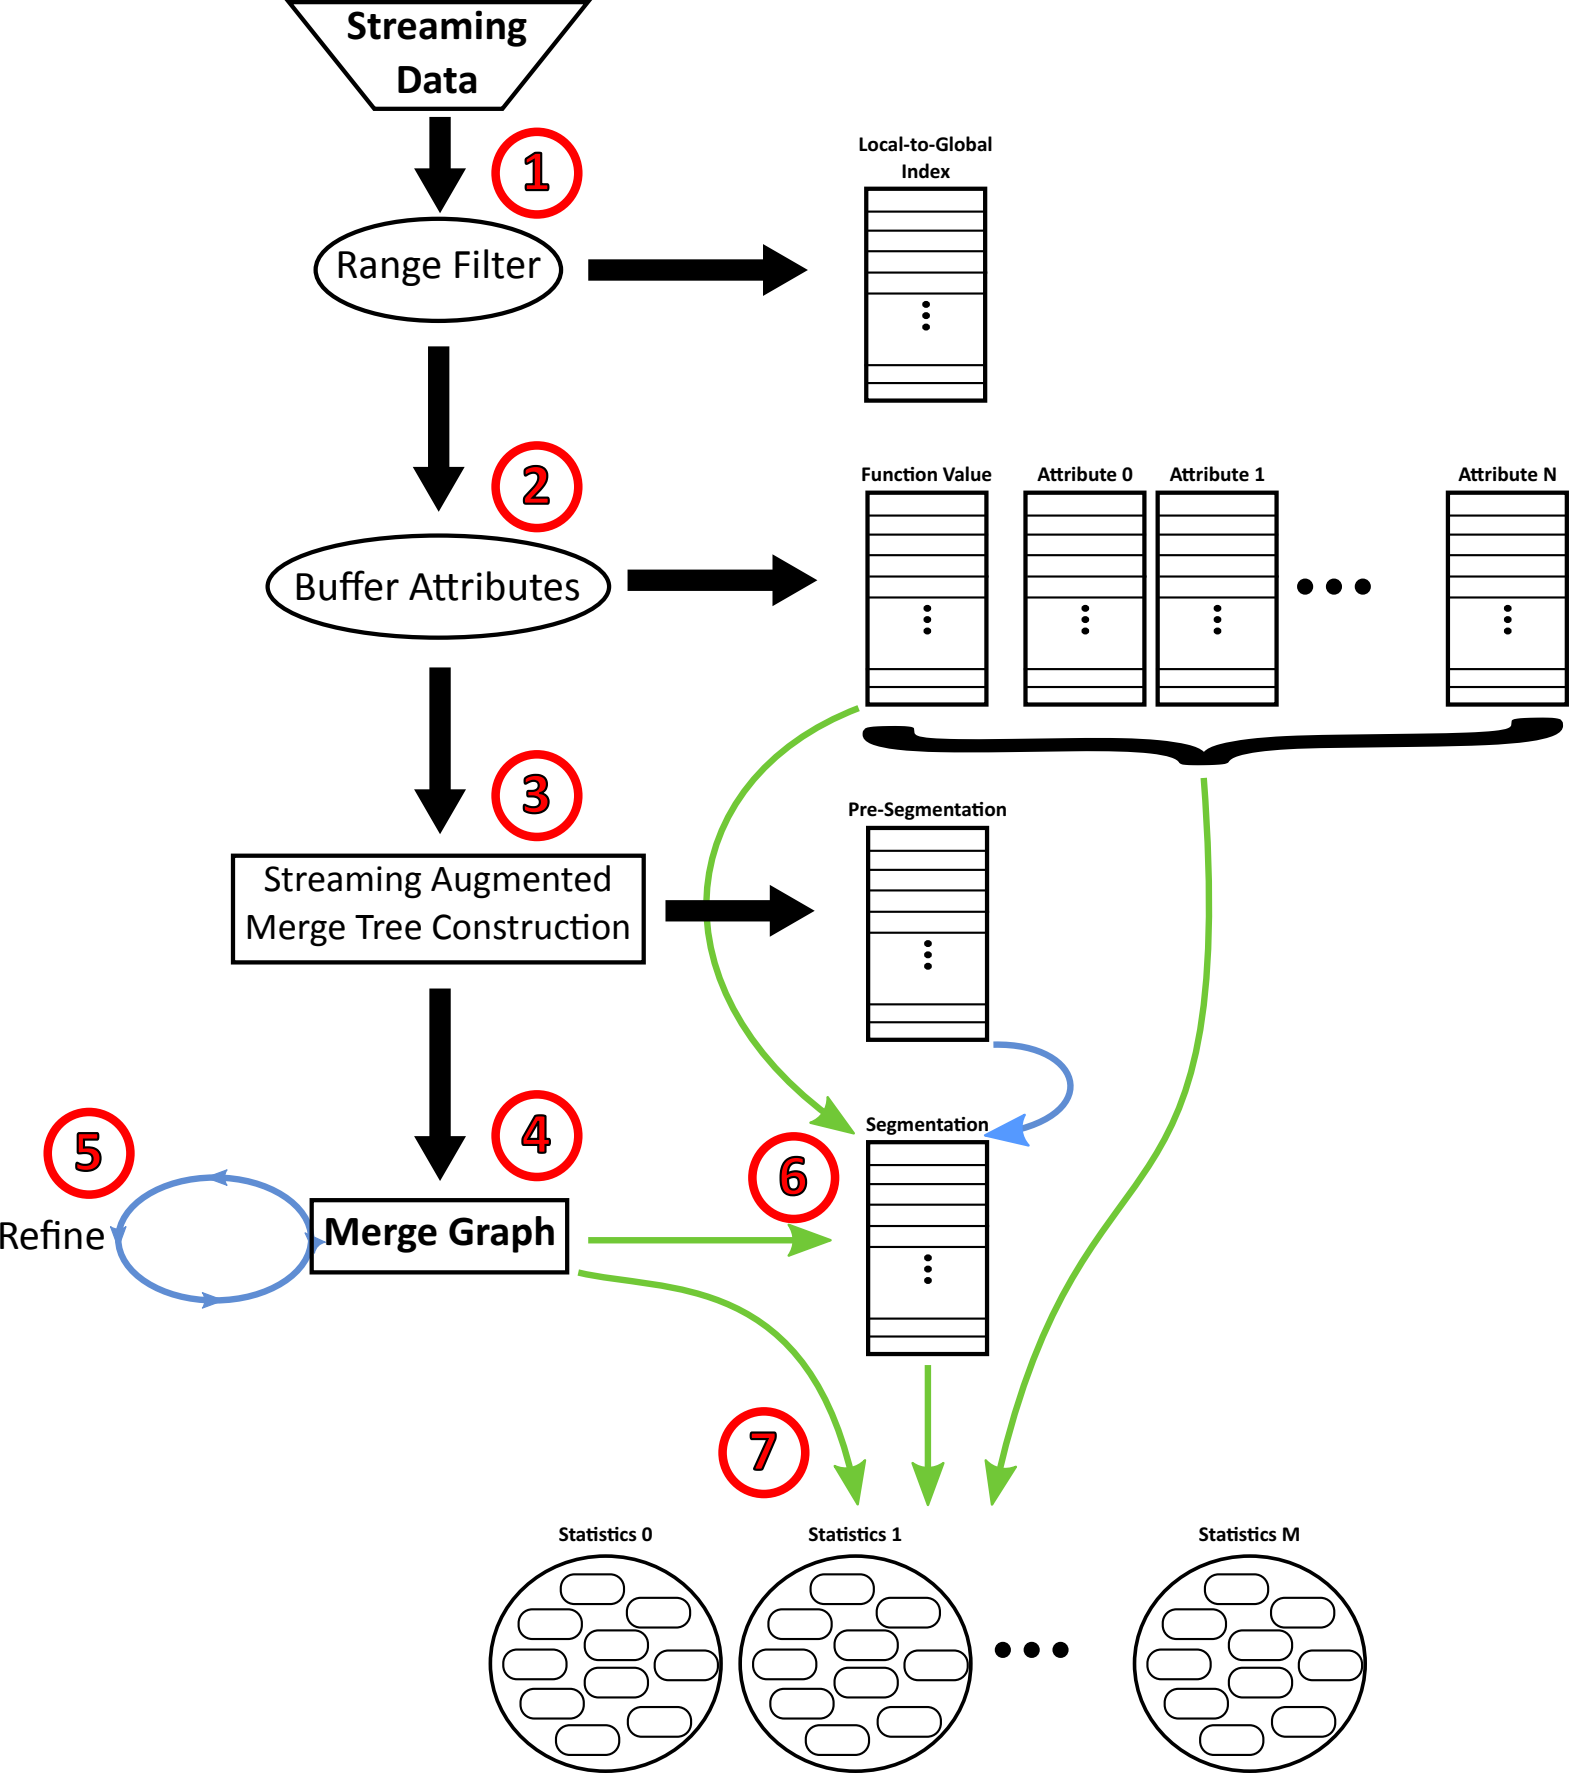 Streaming
Data
1
Local-to-Global
Index
Range Filter
2
Function Value
Attribute 0
Attribute 1
Attribute N
Buffer Attributes
3
Pre-Segmentation
Streaming Augmented
Merge Tree Construction
4
5
Refine
Merge Graph
6
Segmentation
7
Statistics 0
Statistics 1
Statistics M